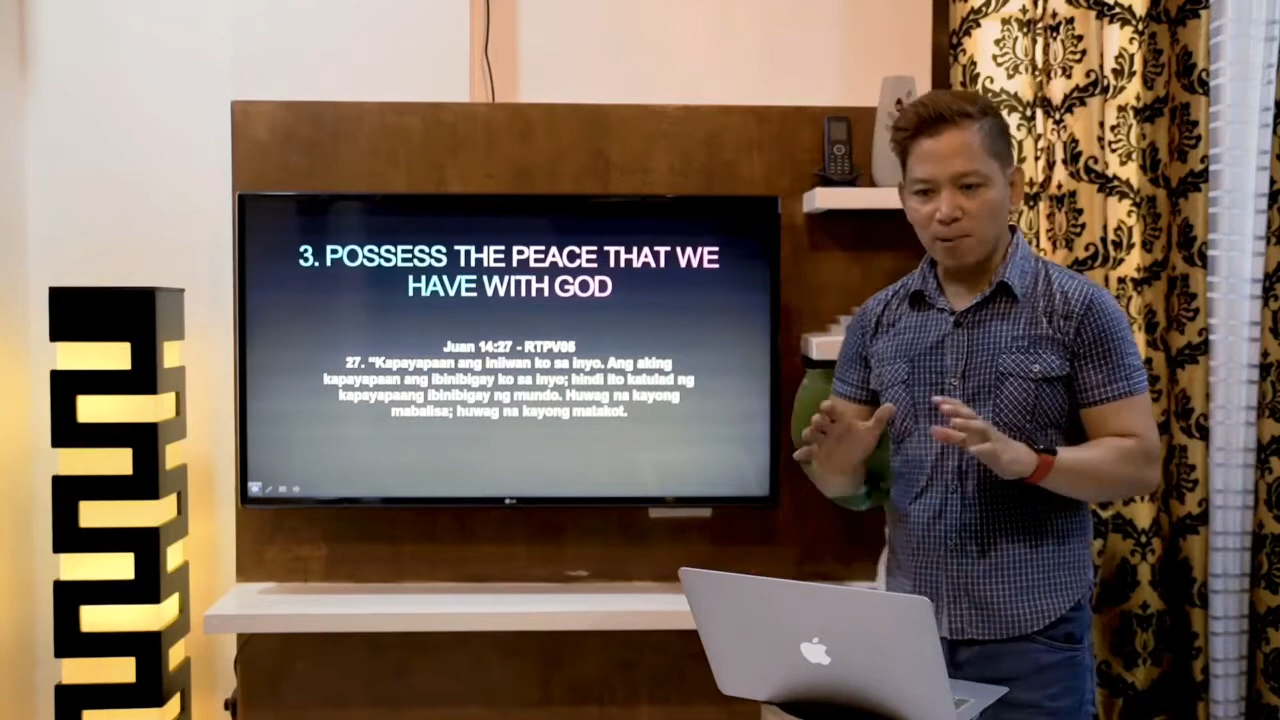 3. POSSESS THE PEACE THAT WE
HAVE WITH GOD
Juan 14:27 - RTPV05
27. “Kapayapaan ang iniiwan ko sa inyo. Ang aking
kapayapaan ang ibinibigay ko sa inyo; hindi ito katulad ng
kapayapaang ibinibigay ng mundo. Huwag na kayong
mabalisa; huwag na kayong matakot.
LG